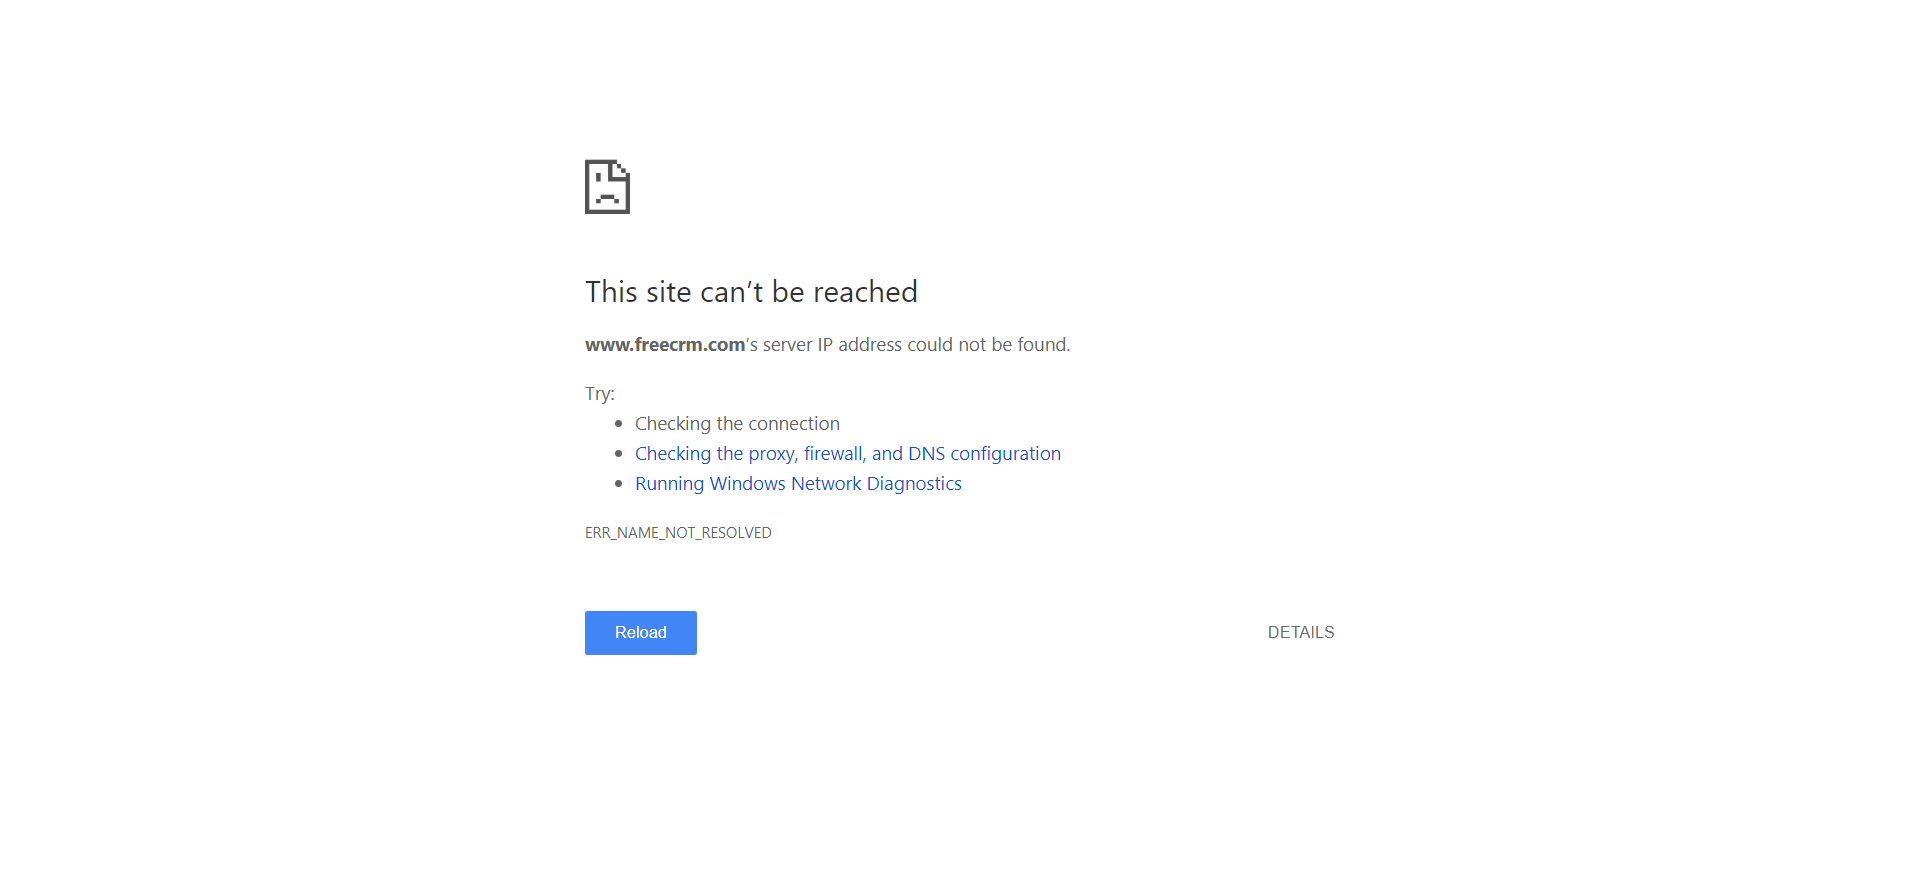 This site can’t be reached
www.freecrm.com’s server IP address could not be found.
Try:
Checking the connection
Checking the proxy, firewall, and DNS configuration
Running Windows Network Diagnostics
ERR_NAME_NOT_RESOLVED
Reload
DETAILS